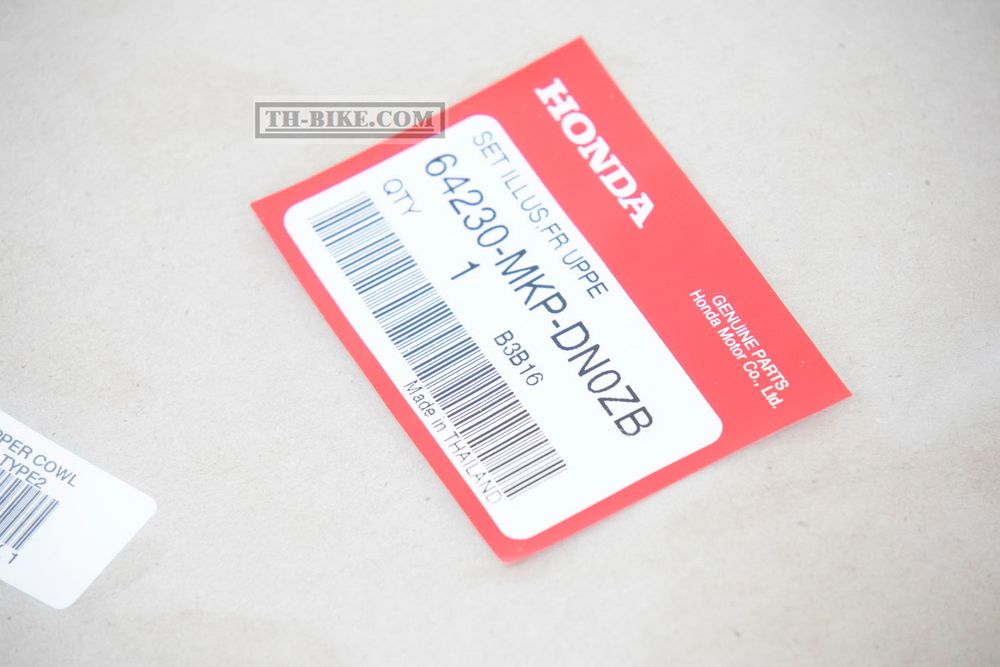 TH-BIKE.COM
HONDA
GENUINE PARTS
Honda Motor Co., Ltd.
SET ILLUS,FR UPPE
64230-MKP-DN0ZB
QTY 1
B3B16
Made in THAILAND
COWL
TYPE2
1